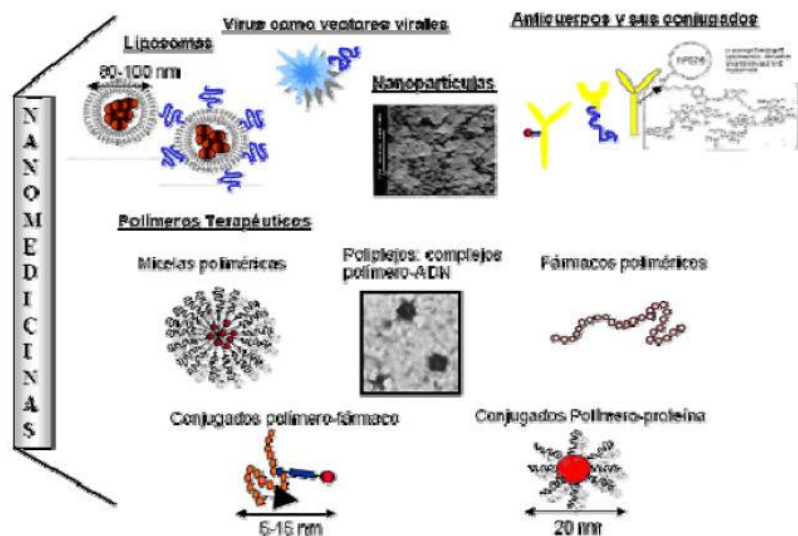 Virus como vectores virales
Anticuerpos y sus conjugados
Liposomas
80-100 nm
Nanopartículas
NANOMEDICINAS
Polímeros Terapéuticos
Micelas poliméricas
Poliplejos: complejos
polímero-ADN
Fármacos poliméricos
Conjugados polímero-fármaco
5-15 nm
Conjugados Polímero-proteína
20 nm